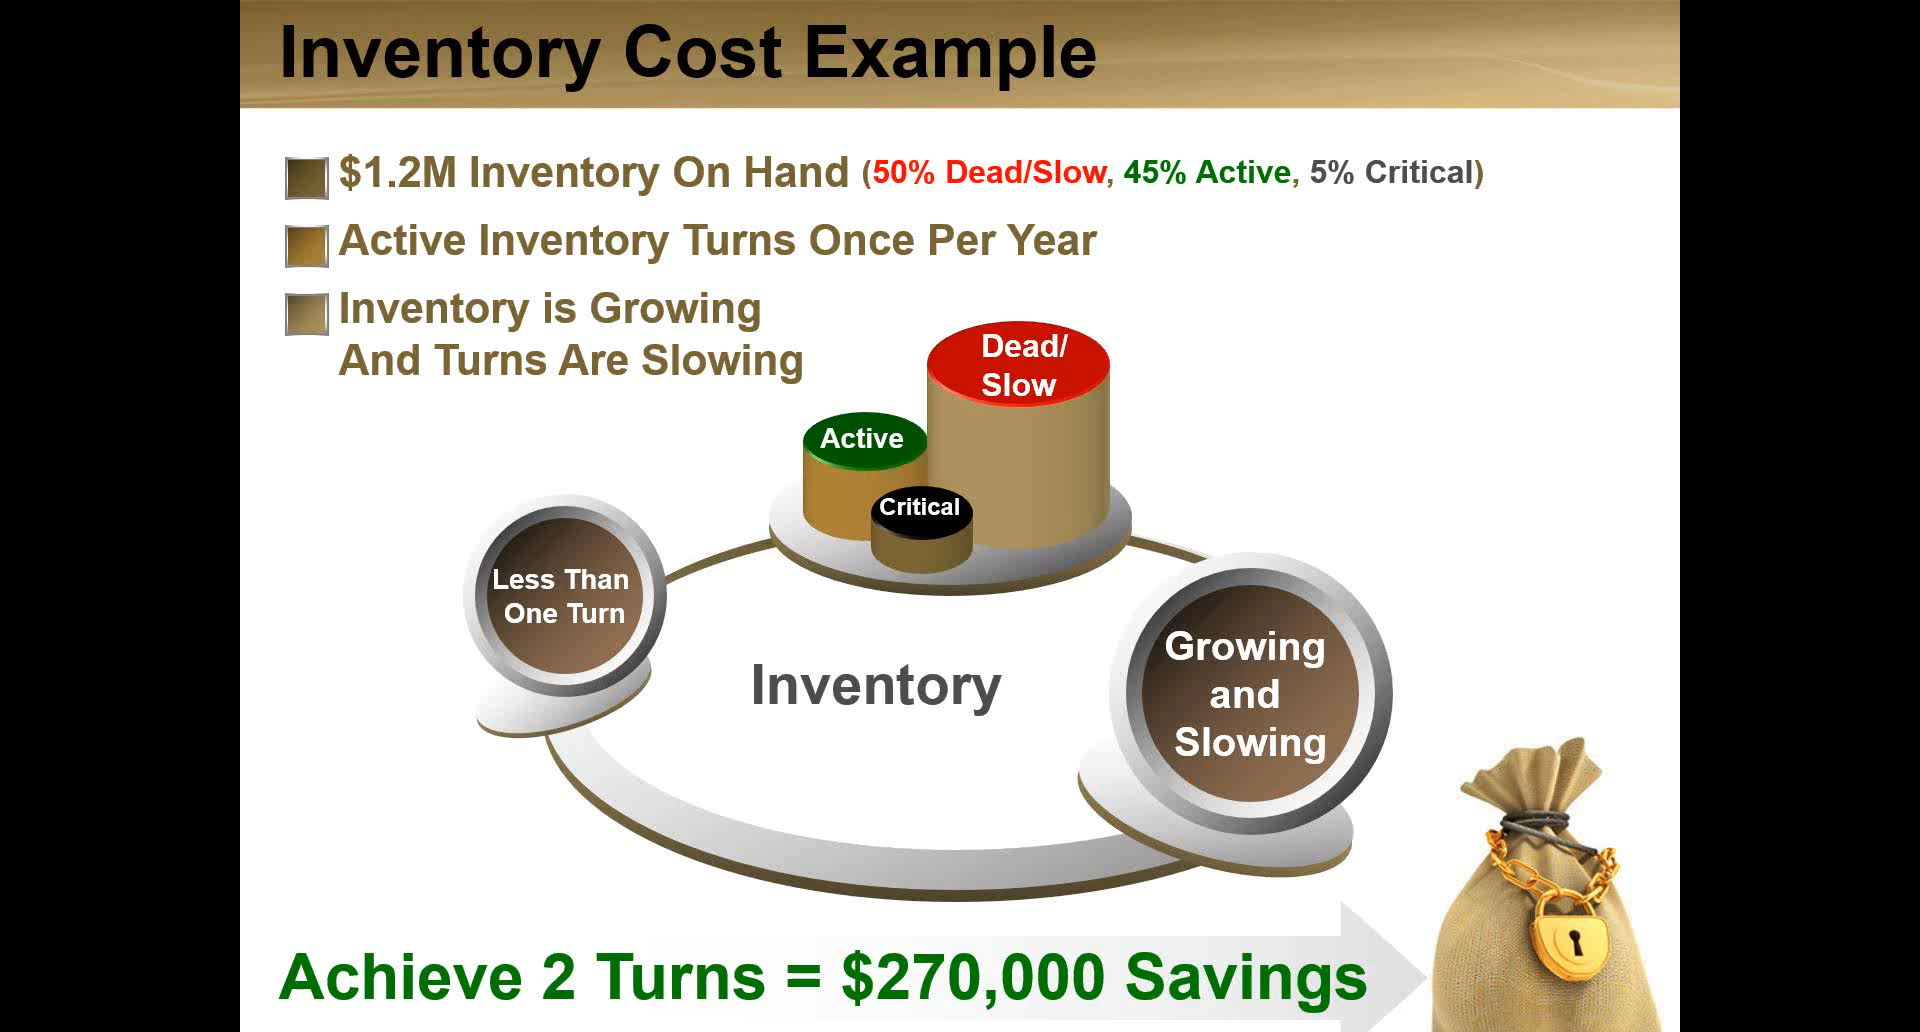 Inventory Cost Example
$1.2M Inventory On Hand (50% Dead/Slow, 45% Active, 5% Critical)
Active Inventory Turns Once Per Year
Inventory is Growing
And Turns Are Slowing
Dead/
Slow
Active
Critical
Less Than
One Turn
Inventory
Growing
and
Slowing
Achieve 2 Turns = $270,000 Savings